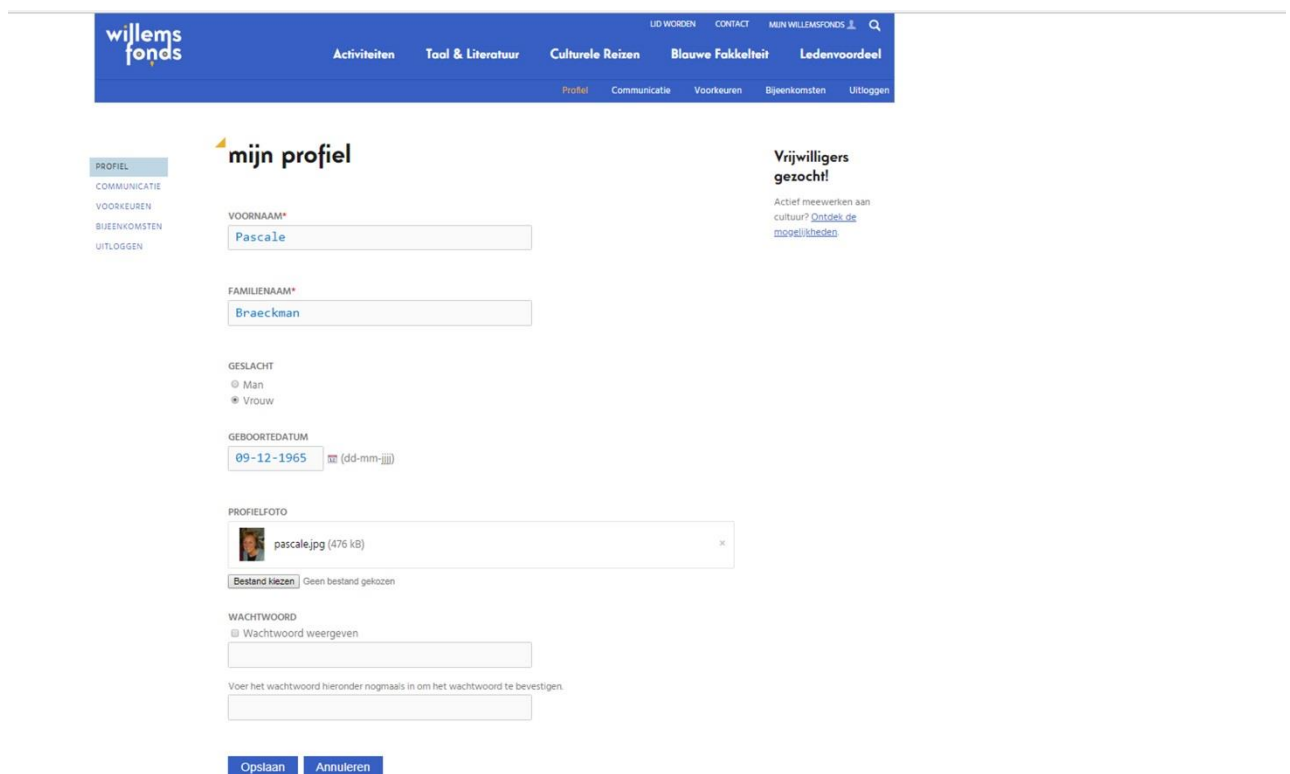 willems
fonds
LID WORDEN CONTACT MIJN WILLEMSFONDS
Activiteiten Taal & Literatuur Culturele Reizen Blauwe Fakkelteit Ledenvoordeel
Profiel Communicatie Voorkeuren Bijeenkomsten Uitloggen
PROFIEL
COMMUNICATIE
VOORKEUREN
BIJEENKOMSTEN
UITLOGGEN
mijn profiel
VOORNAAM*
Pascale
FAMILIENAAM*
Braeckman
GESLACHT
Man
Vrouw
GEBOORTEDATUM
09-12-1965 (dd-mm-jjjj)
PROFIELFOTO
pascale.jpg (476 kB) ×
Bestand kiezen Geen bestand gekozen
WACHTWOORD
Wachtwoord weergeven
Voer het wachtwoord hieronder nogmaals in om het wachtwoord te bevestigen.
Opslaan Annuleren
Vrijwilligers
gezocht!
Actief meewerken aan
cultuur? Ontdek de
mogelijkheden.